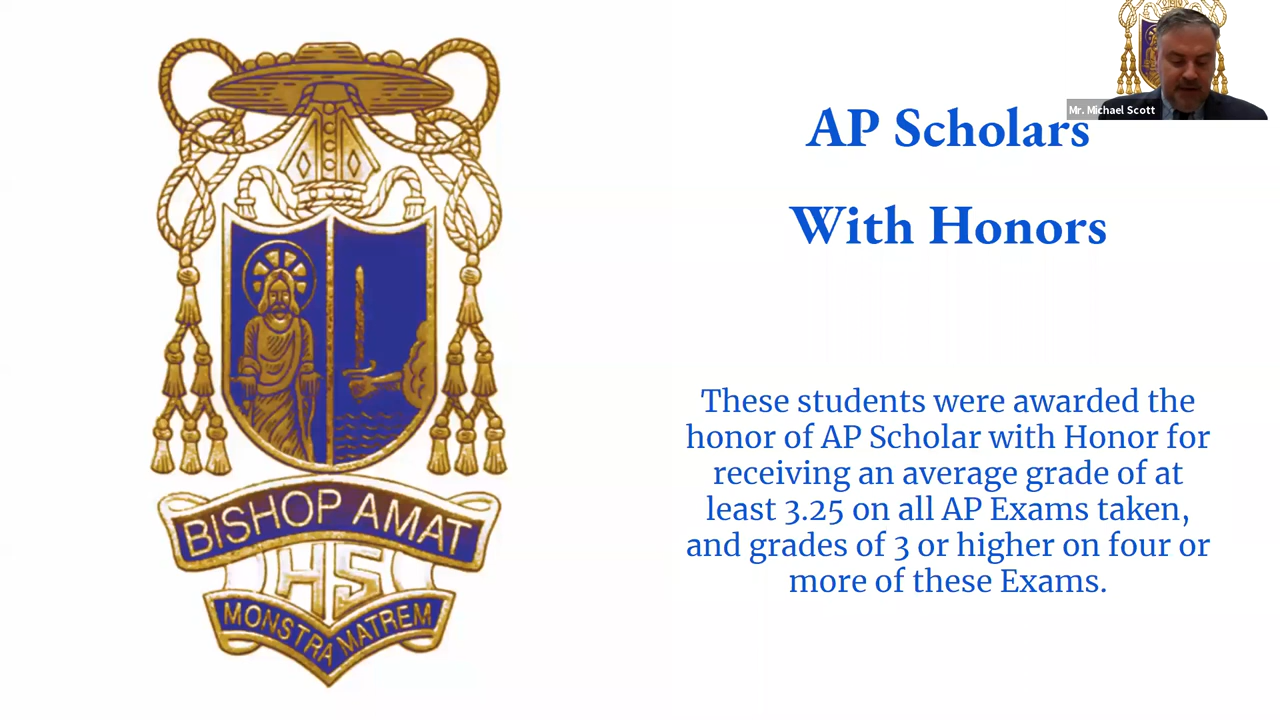 Mr. Michael Scott
AP Scholars
With Honors
These students were awarded the
honor of AP Scholar with Honor for
receiving an average grade of at
least 3.25 on all AP Exams taken,
and grades of 3 or higher on four or
more of these Exams.
BISHOP AMAT
HS
MONSTRA MATREM